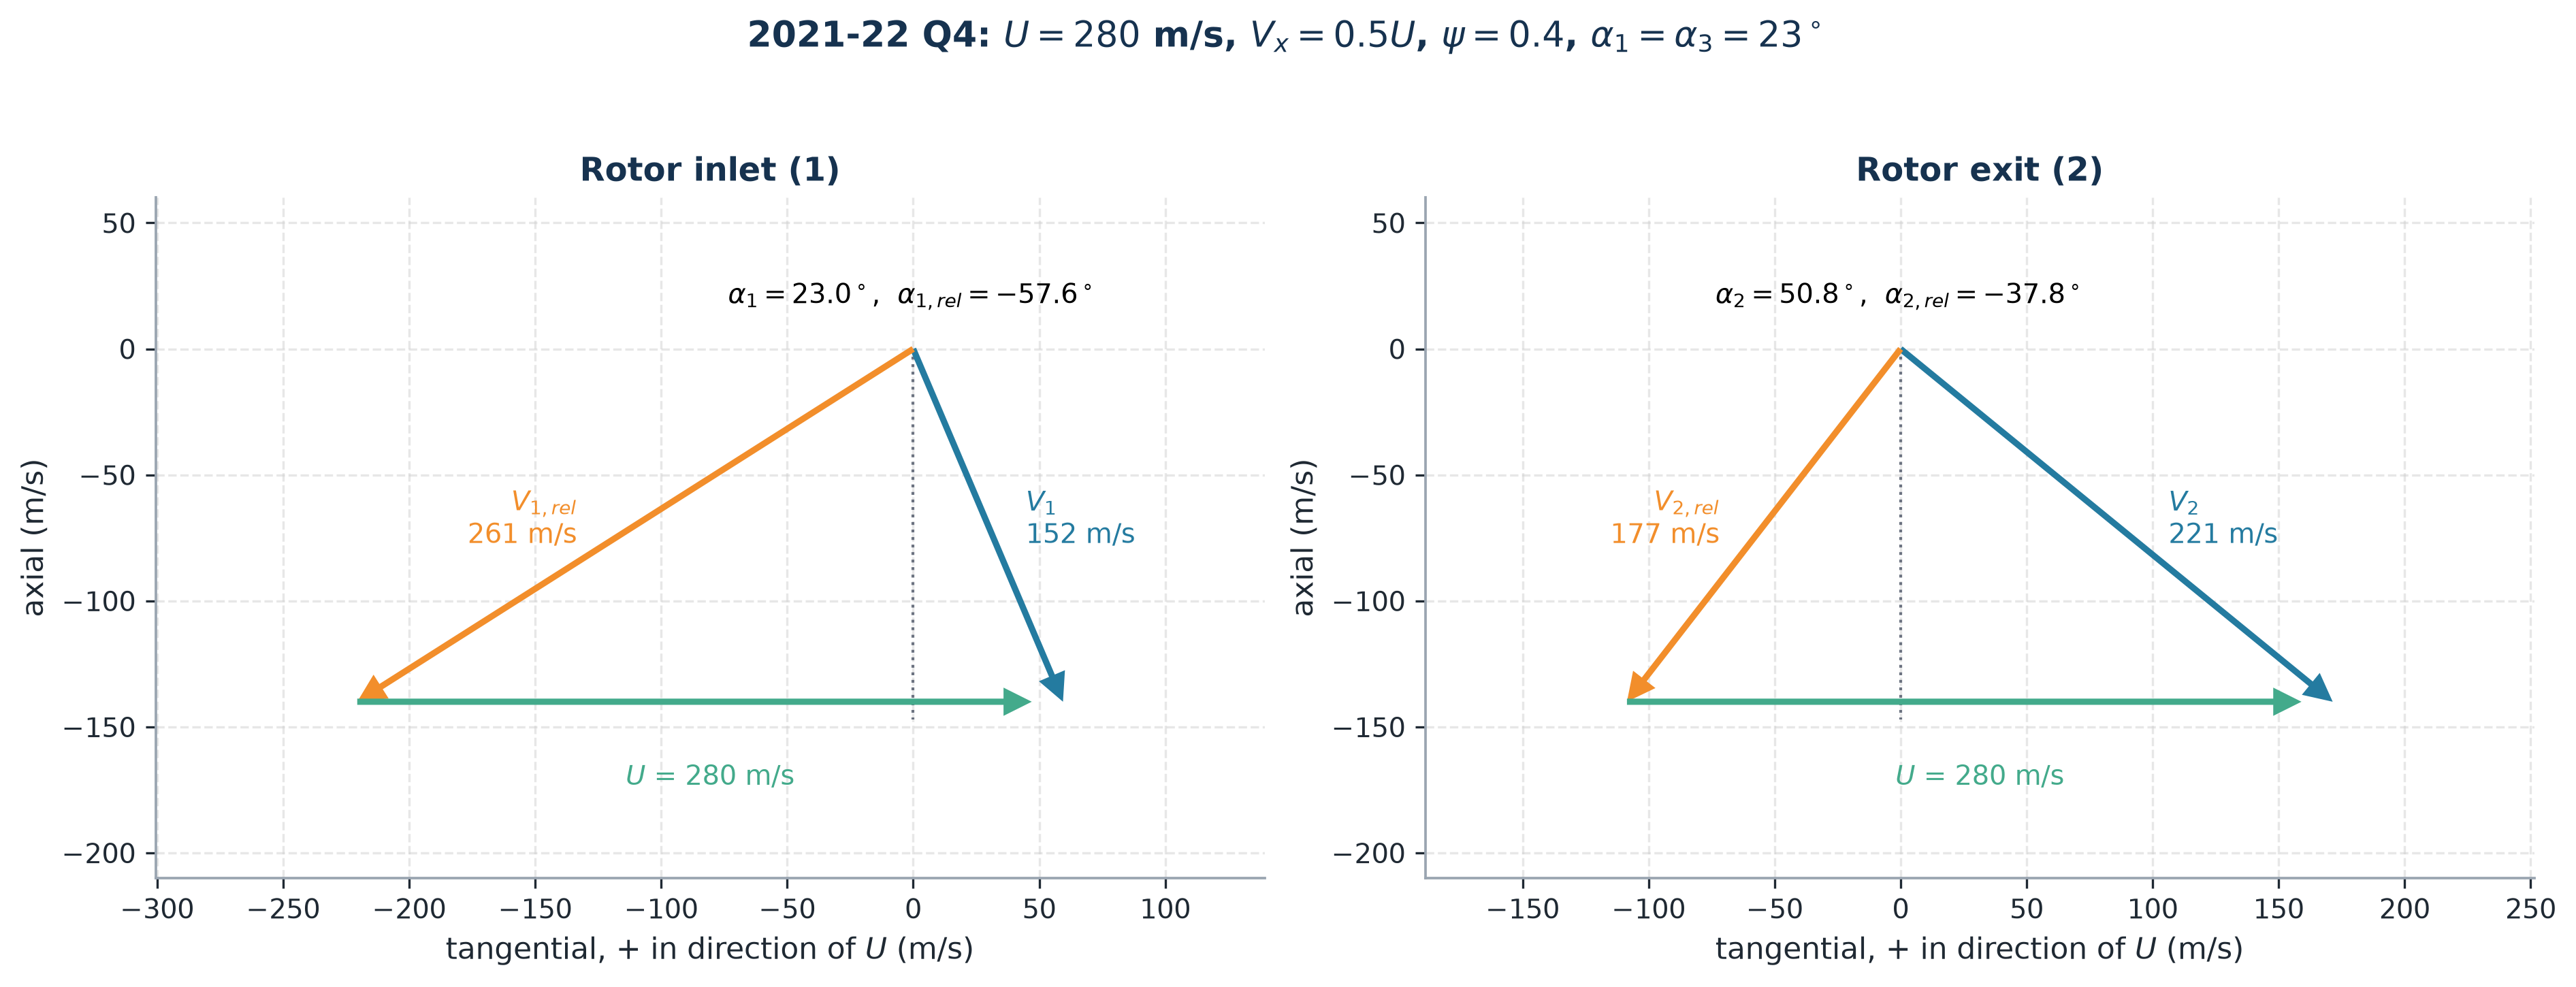 2021-22 Q4: U = 280 m/s, Vₓ = 0.5U, ψ = 0.4, α₁ = α₃ = 23°
Rotor inlet (1)
50
0
−50
−100
−150
−200
axial (m/s)
α₁ = 23.0°, α₁,rel = −57.6°
V₁,rel
261 m/s
V₁
152 m/s
U = 280 m/s
−300 −250 −200 −150 −100 −50 0 50 100
tangential, + in direction of U (m/s)
Rotor exit (2)
50
0
−50
−100
−150
−200
axial (m/s)
α₂ = 50.8°, α₂,rel = −37.8°
V₂,rel
177 m/s
V₂
221 m/s
U = 280 m/s
−150 −100 −50 0 50 100 150 200 250
tangential, + in direction of U (m/s)